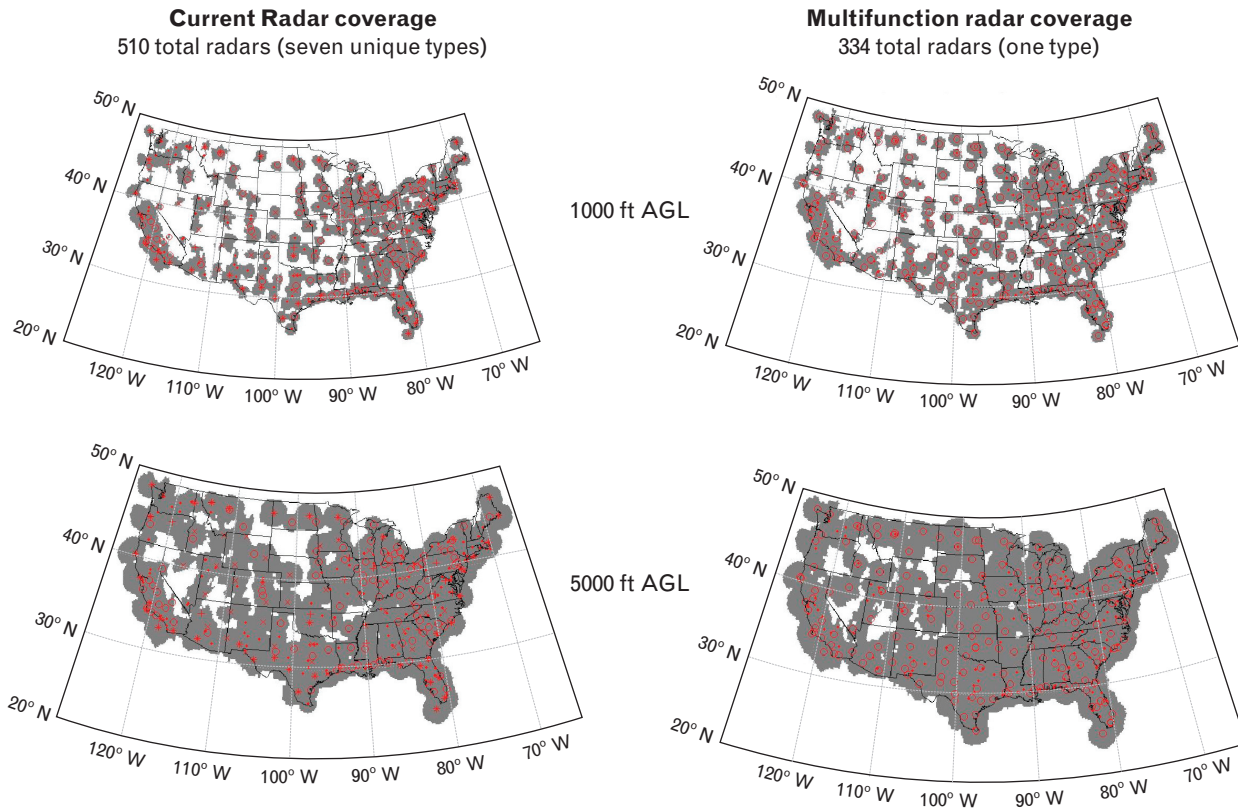 Current Radar coverage
510 total radars (seven unique types)
Multifunction radar coverage
334 total radars (one type)
50° N
40° N
30° N
20° N
120° W
110° W
100° W
90° W
80° W
70° W
1000 ft AGL
50° N
40° N
30° N
20° N
120° W
110° W
100° W
90° W
80° W
70° W
50° N
40° N
30° N
20° N
120° W
110° W
100° W
90° W
80° W
70° W
5000 ft AGL
50° N
40° N
30° N
20° N
120° W
110° W
100° W
90° W
80° W
70° W